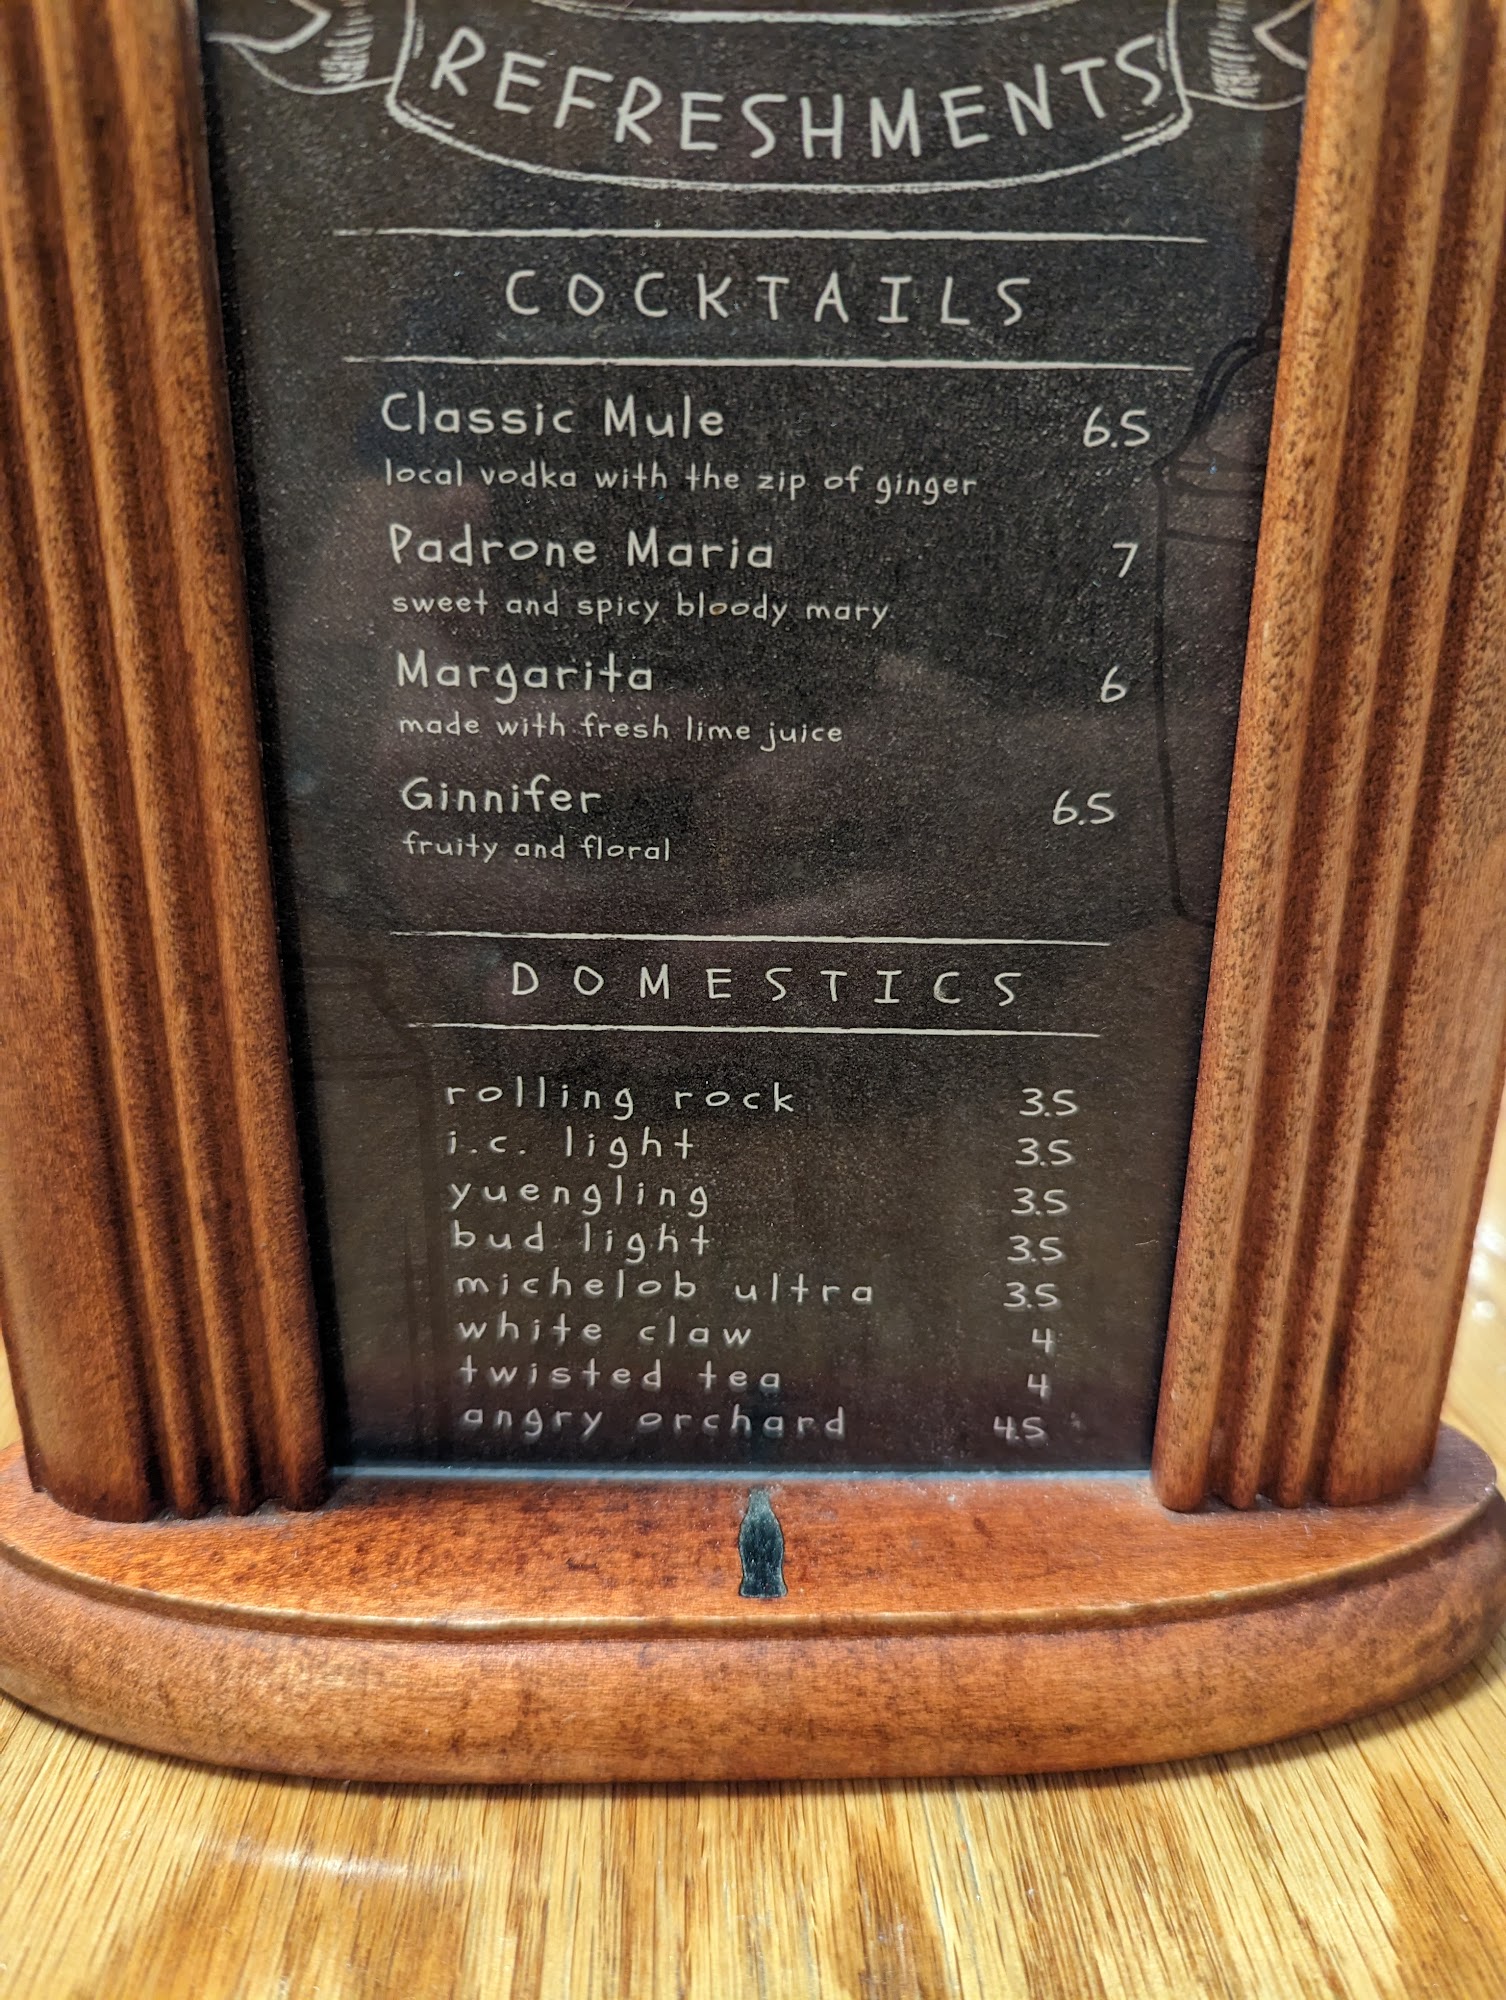 REFRESHMENTS
COCKTAILS
Classic Mule 6.5
local vodka with the zip of ginger
Padrone Maria 7
sweet and spicy bloody mary
Margarita 6
made with fresh lime juice
Ginnifer 6.5
fruity and floral
DOMESTICS
rolling rock 3.5
i.c. light 3.5
yuengling 3.5
bud light 3.5
michelob ultra 3.5
white claw 4
twisted tea 4
angry orchard 4.5